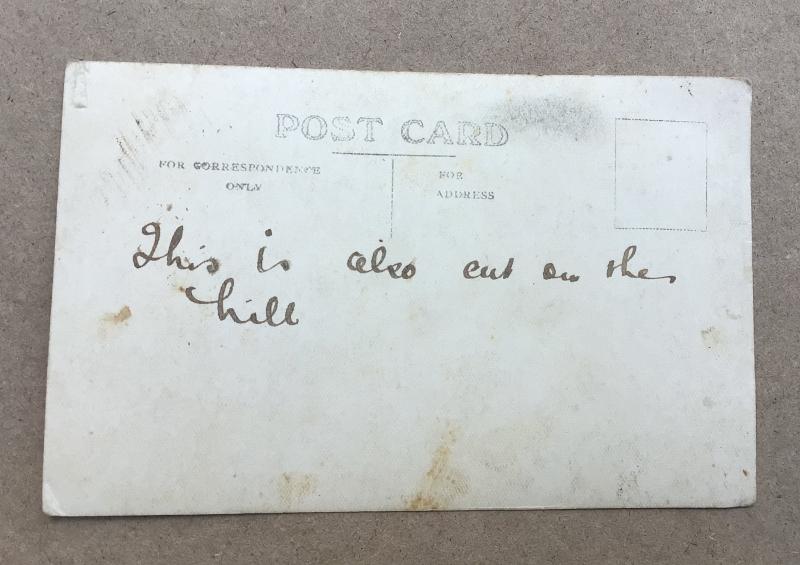 POST CARD
FOR CORRESPONDENCE
ONLY
FOR
ADDRESS
This is also cut on the
hill